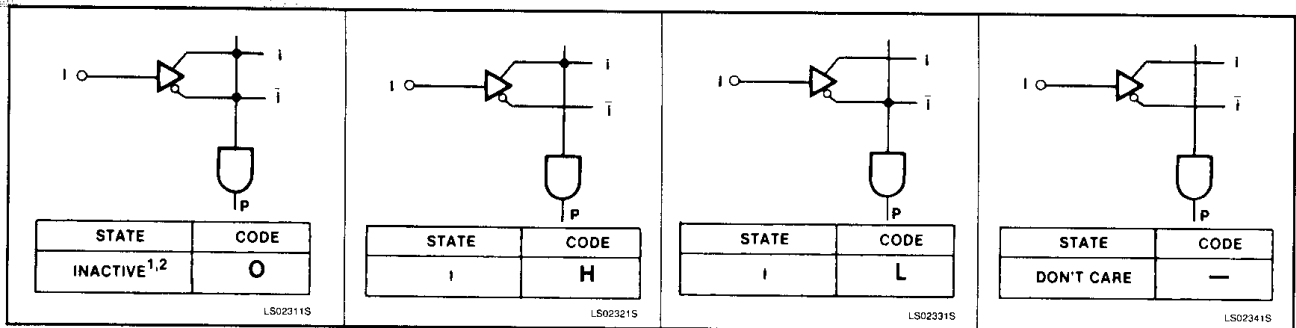 I
I
Ī
P
STATE CODE
INACTIVE1,2 O
LS02311S
I
I
Ī
P
STATE CODE
I H
LS02321S
I
I
Ī
P
STATE CODE
I L
LS02331S
I
I
Ī
P
STATE CODE
DON'T CARE —
LS02341S